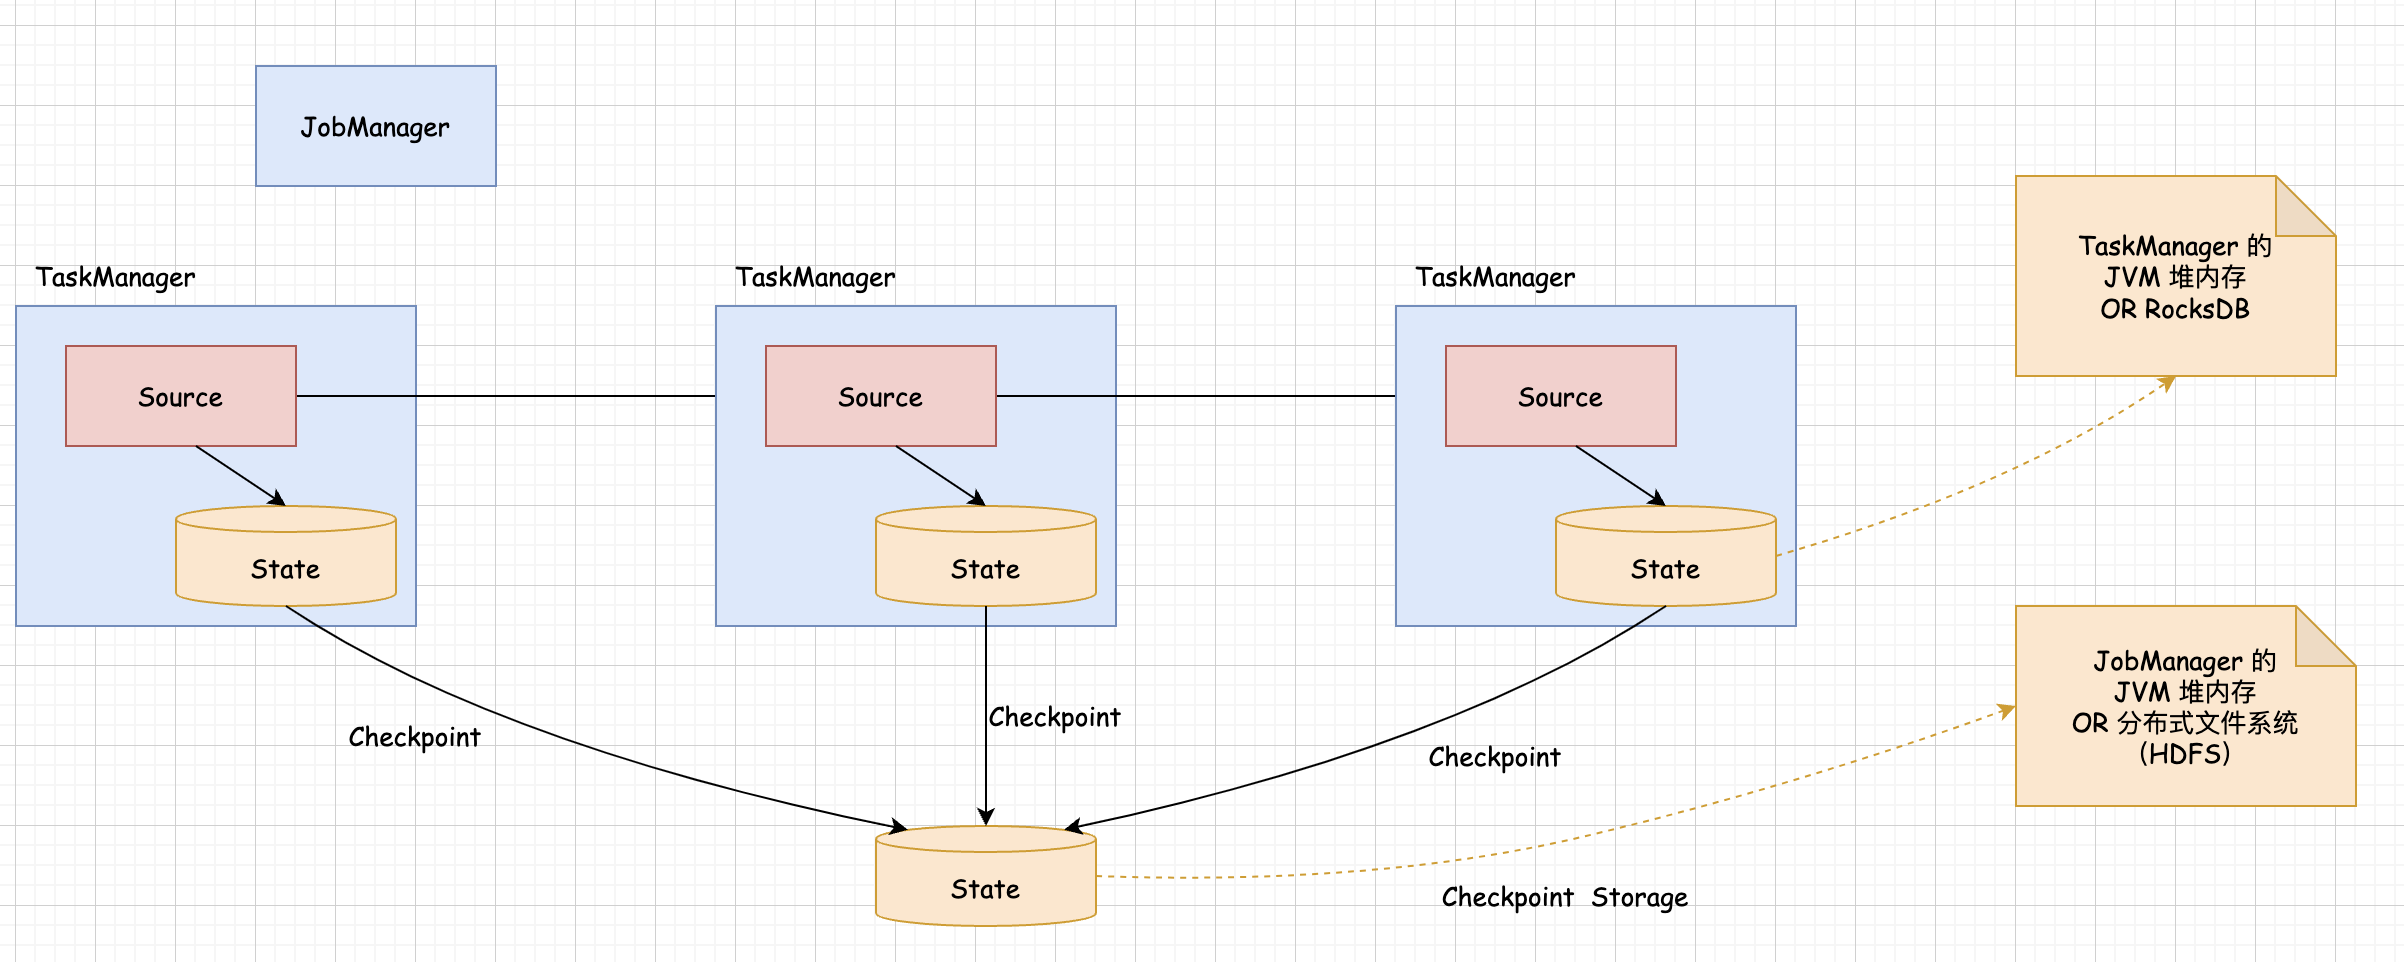 JobManager
TaskManager
TaskManager
TaskManager
Source
Source
Source
State
State
State
TaskManager 的
JVM 堆内存
OR RocksDB
JobManager 的
JVM 堆内存
OR 分布式文件系统
(HDFS)
Checkpoint
Checkpoint
Checkpoint
State
Checkpoint Storage